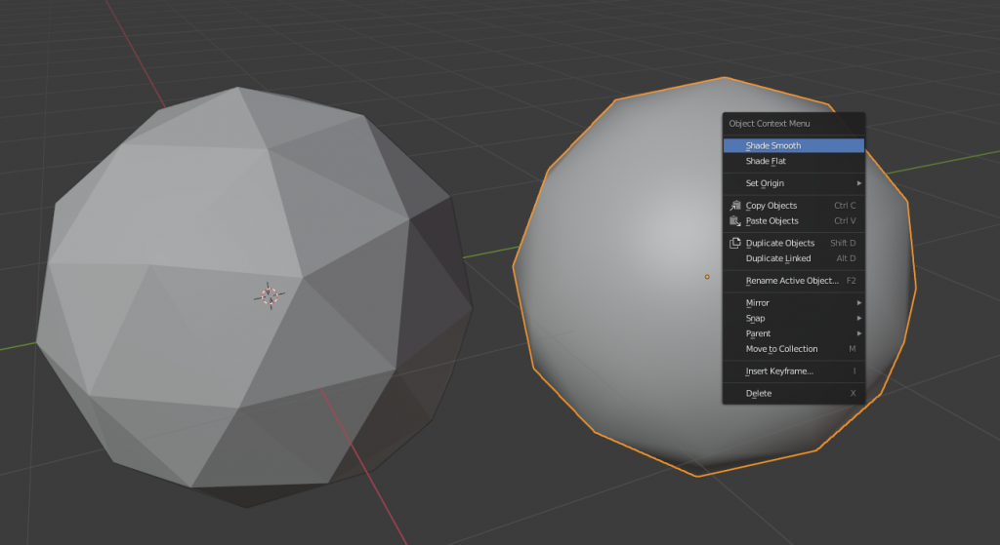 Object Context Menu
Shade Smooth
Shade Flat
Set Origin
Copy Objects Ctrl C
Paste Objects Ctrl V
Duplicate Objects Shift D
Duplicate Linked Alt D
Rename Active Object... F2
Mirror
Snap
Parent
Move to Collection M
Insert Keyframe... I
Delete X